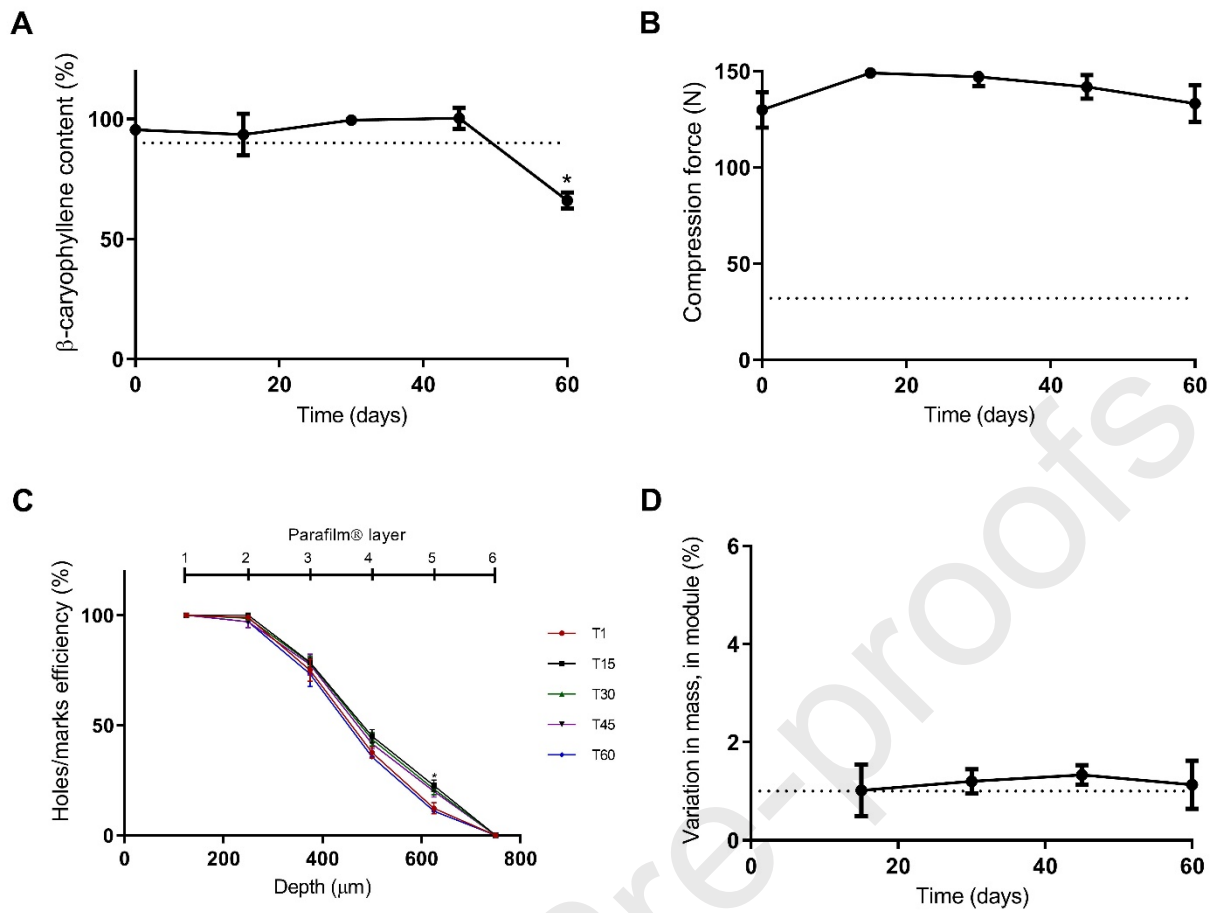 A
β-caryophyllene content (%)
100
50
0
*
0 20 40 60
Time (days)
B
Compression force (N)
150
100
50
0
0 20 40 60
Time (days)
C
Parafilm® layer
1 2 3 4 5 6
Holes/marks efficiency (%)
100
50
0
*
0 200 400 600 800
Depth (μm)
T1
T15
T30
T45
T60
D
Variation in mass, in module (%)
6
4
2
0
0 20 40 60
Time (days)
re-proofs